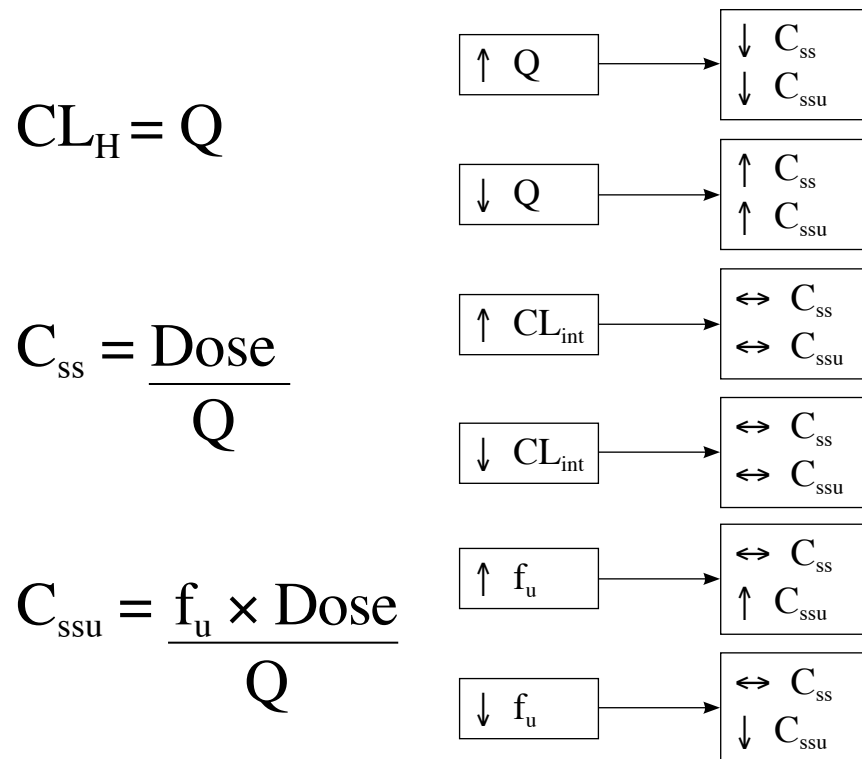 CL_H = Q
C_ss = Dose
Q
C_ssu = f_u × Dose
Q
↑ Q
↓ C_ss
↓ C_ssu
↓ Q
↑ C_ss
↑ C_ssu
↑ CL_int
↔ C_ss
↔ C_ssu
↓ CL_int
↔ C_ss
↔ C_ssu
↑ f_u
↔ C_ss
↑ C_ssu
↓ f_u
↔ C_ss
↓ C_ssu